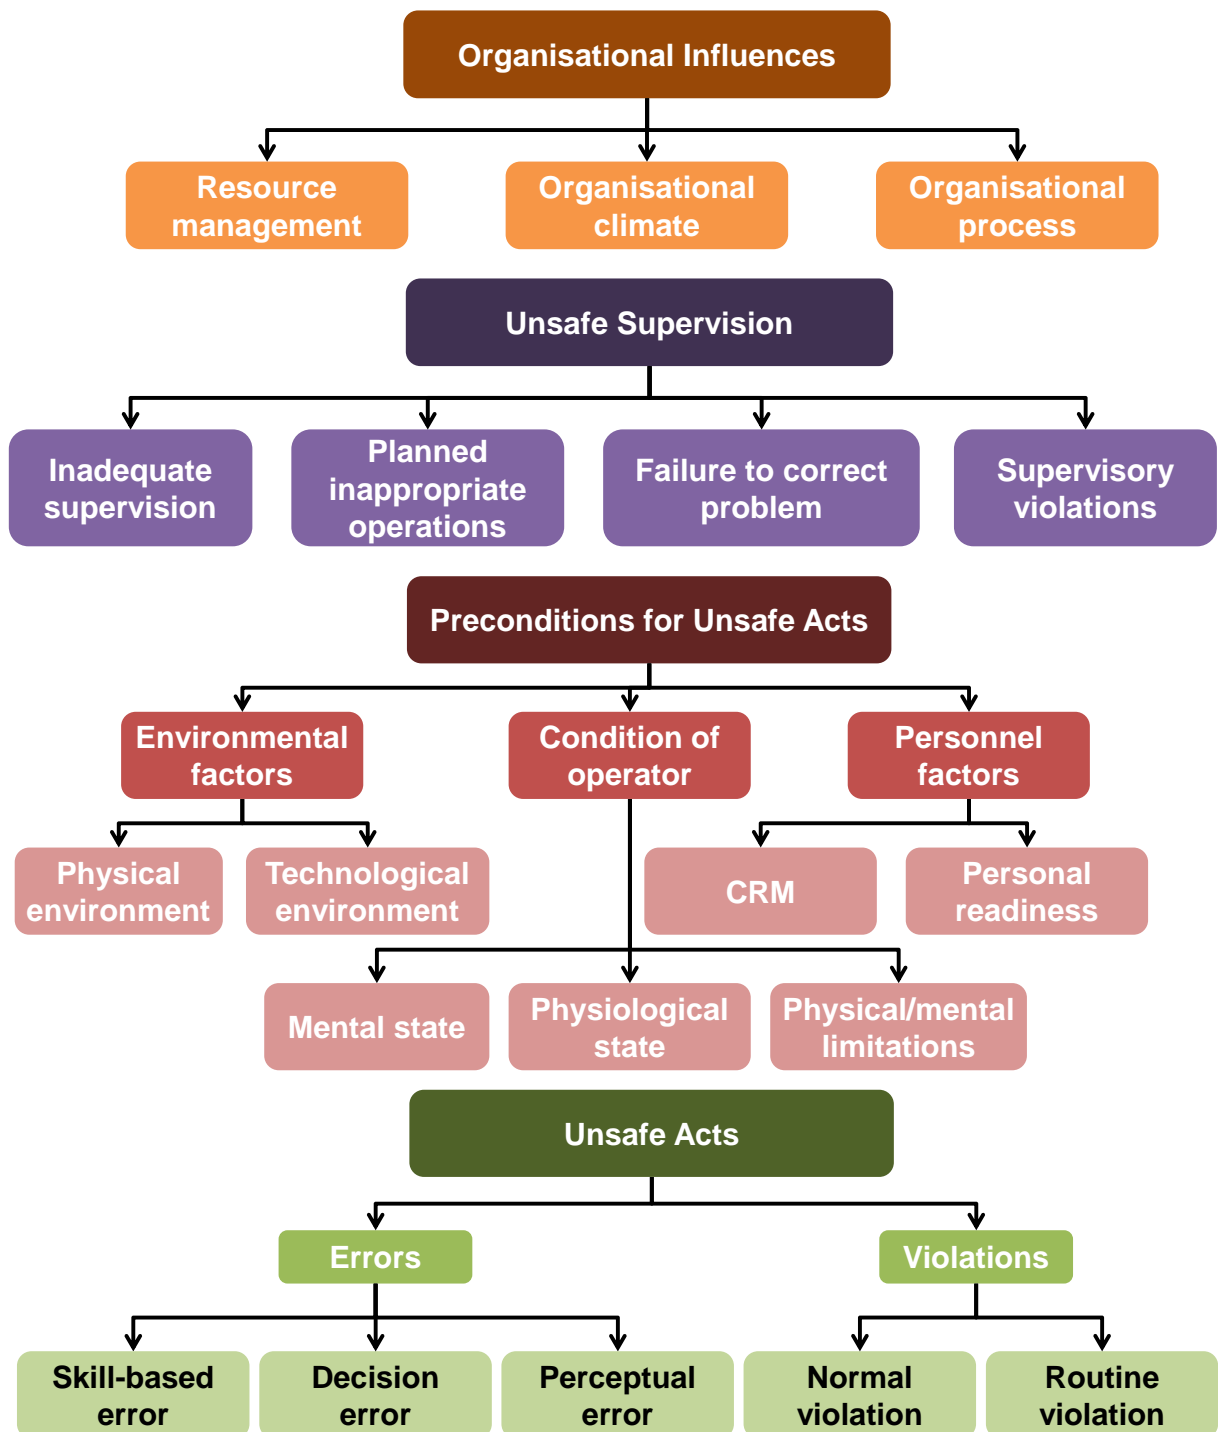 Organisational Influences
Resource
management
Organisational
climate
Organisational
process
Unsafe Supervision
Inadequate
supervision
Planned
inappropriate
operations
Failure to correct
problem
Supervisory
violations
Preconditions for Unsafe Acts
Environmental
factors
Condition of
operator
Personnel
factors
Physical
environment
Technological
environment
CRM
Personal
readiness
Mental state
Physiological
state
Physical/mental
limitations
Unsafe Acts
Errors
Violations
Skill-based
error
Decision
error
Perceptual
error
Normal
violation
Routine
violation